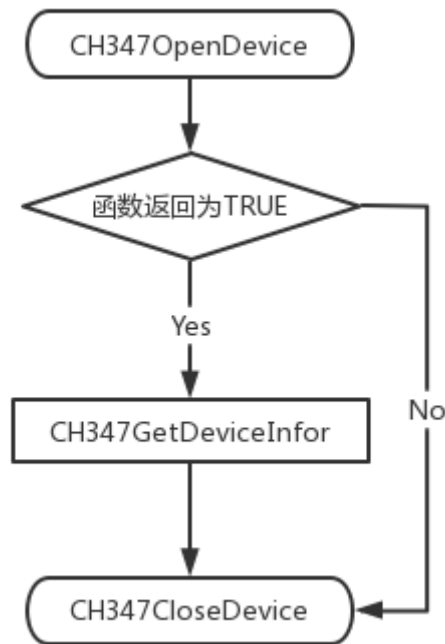 CH347OpenDevice
函数返回为TRUE
Yes
No
CH347GetDeviceInfor
CH347CloseDevice